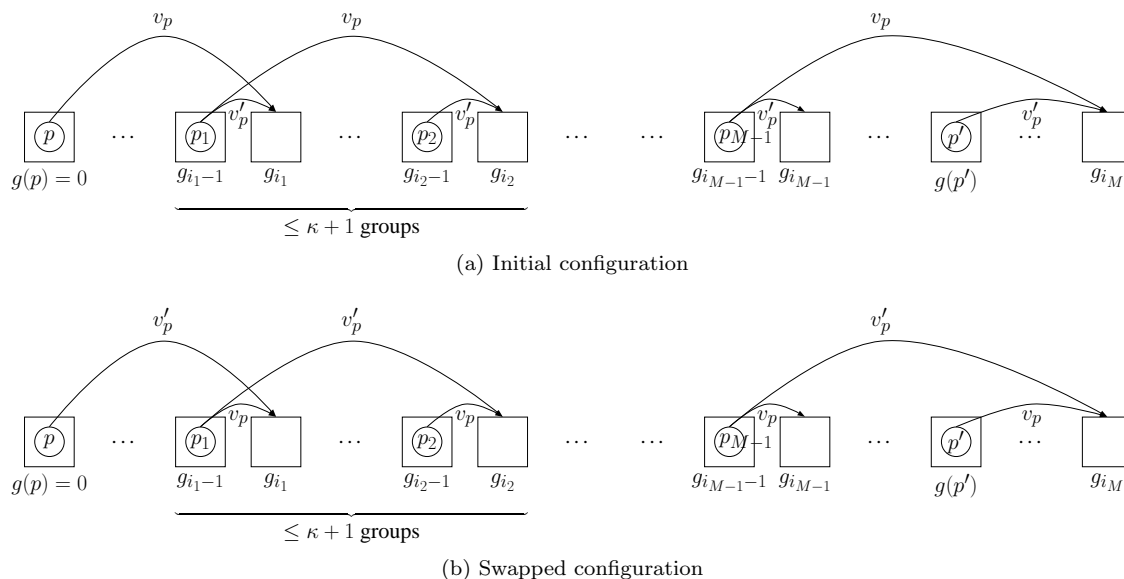 v_p v_p v_p
v'_p v'_p v'_p v'_p
p ... p_1 ... p_2 ... ... p_{M−1} ... p' ...
g(p) = 0 g_{i_1−1} g_{i_1} g_{i_2−1} g_{i_2} g_{i_{M−1}−1} g_{i_{M−1}} g(p') g_{i_M}
≤ κ + 1 groups
(a) Initial configuration
v'_p v'_p v'_p
v_p v_p v_p v_p
p ... p_1 ... p_2 ... ... p_{M−1} ... p' ...
g(p) = 0 g_{i_1−1} g_{i_1} g_{i_2−1} g_{i_2} g_{i_{M−1}−1} g_{i_{M−1}} g(p') g_{i_M}
≤ κ + 1 groups
(b) Swapped configuration